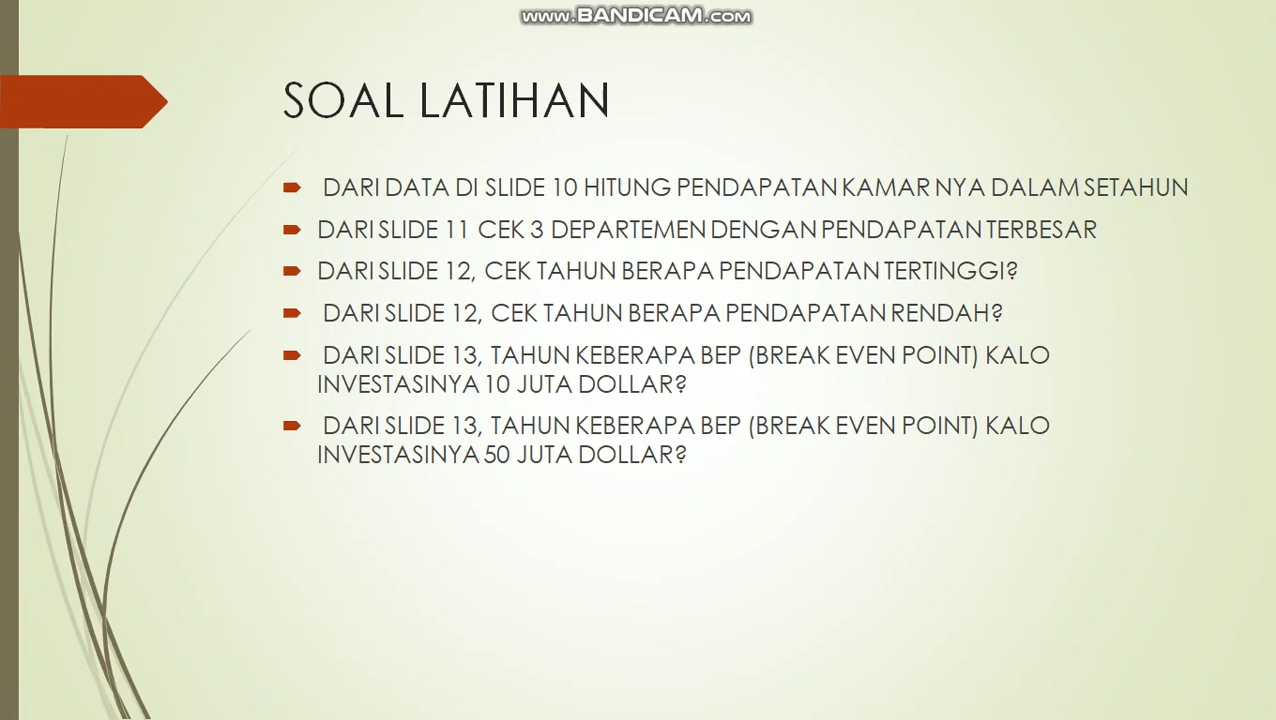 www.BANDICAM.com
SOAL LATIHAN
DARI DATA DI SLIDE 10 HITUNG PENDAPATAN KAMAR NYA DALAM SETAHUN
DARI SLIDE 11 CEK 3 DEPARTEMEN DENGAN PENDAPATAN TERBESAR
DARI SLIDE 12, CEK TAHUN BERAPA PENDAPATAN TERTINGGI?
DARI SLIDE 12, CEK TAHUN BERAPA PENDAPATAN RENDAH?
DARI SLIDE 13, TAHUN KEBERAPA BEP (BREAK EVEN POINT) KALO
INVESTASINYA 10 JUTA DOLLAR?
DARI SLIDE 13, TAHUN KEBERAPA BEP (BREAK EVEN POINT) KALO
INVESTASINYA 50 JUTA DOLLAR?